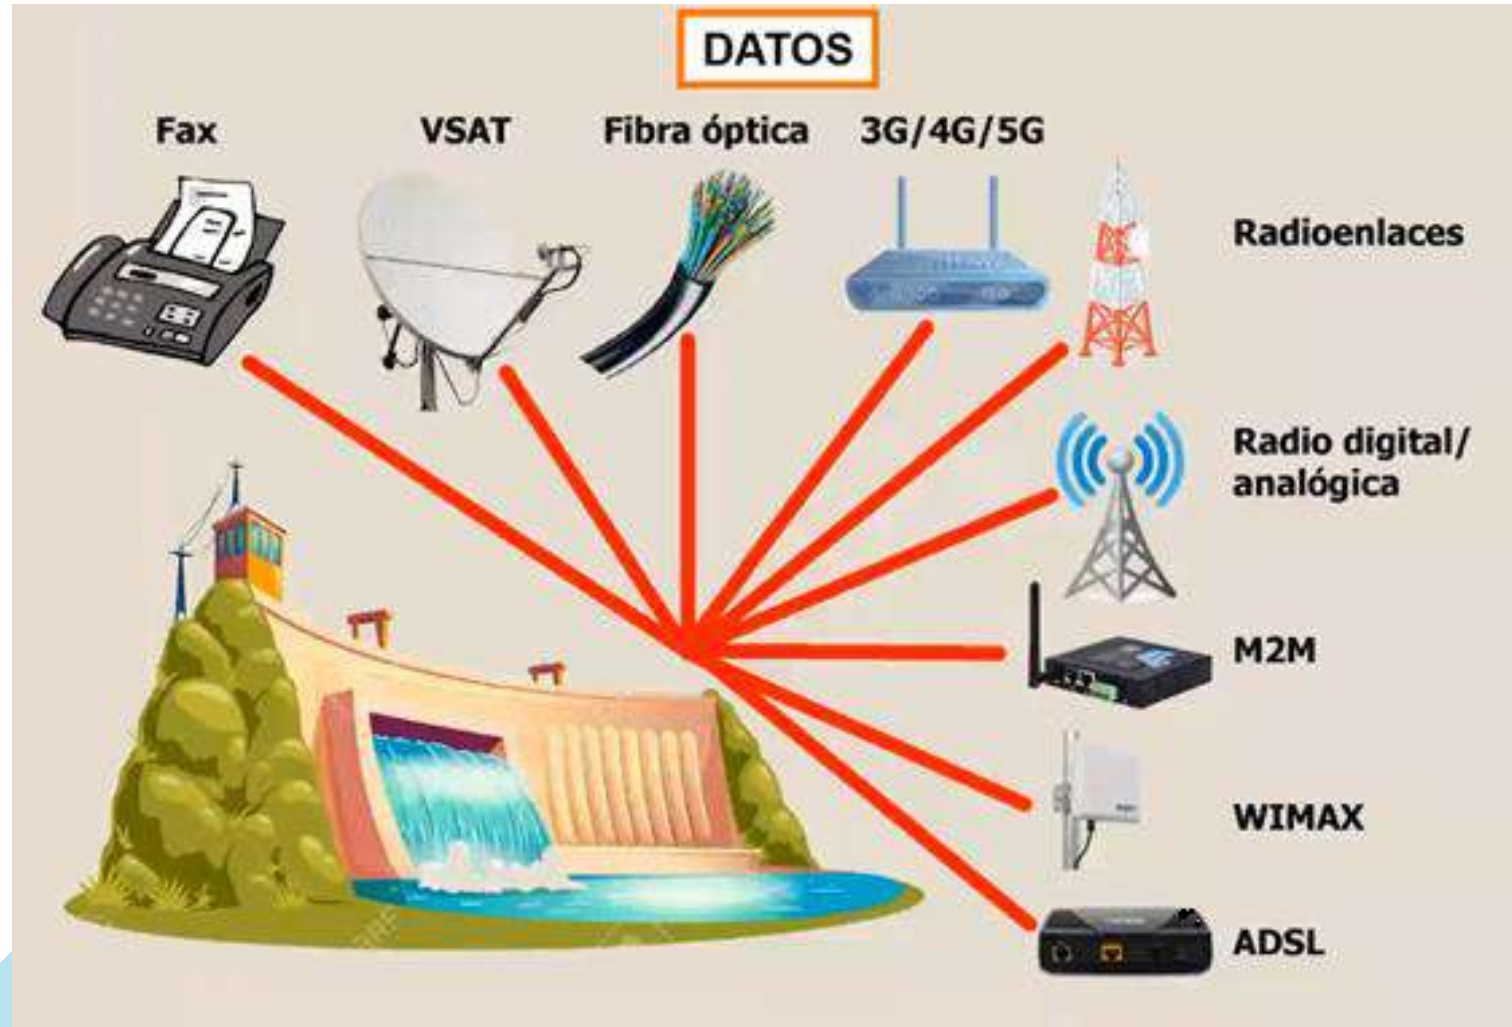 DATOS
Fax
VSAT
Fibra óptica
3G/4G/5G
Radioenlaces
Radio digital/
analógica
M2M
WIMAX
ADSL